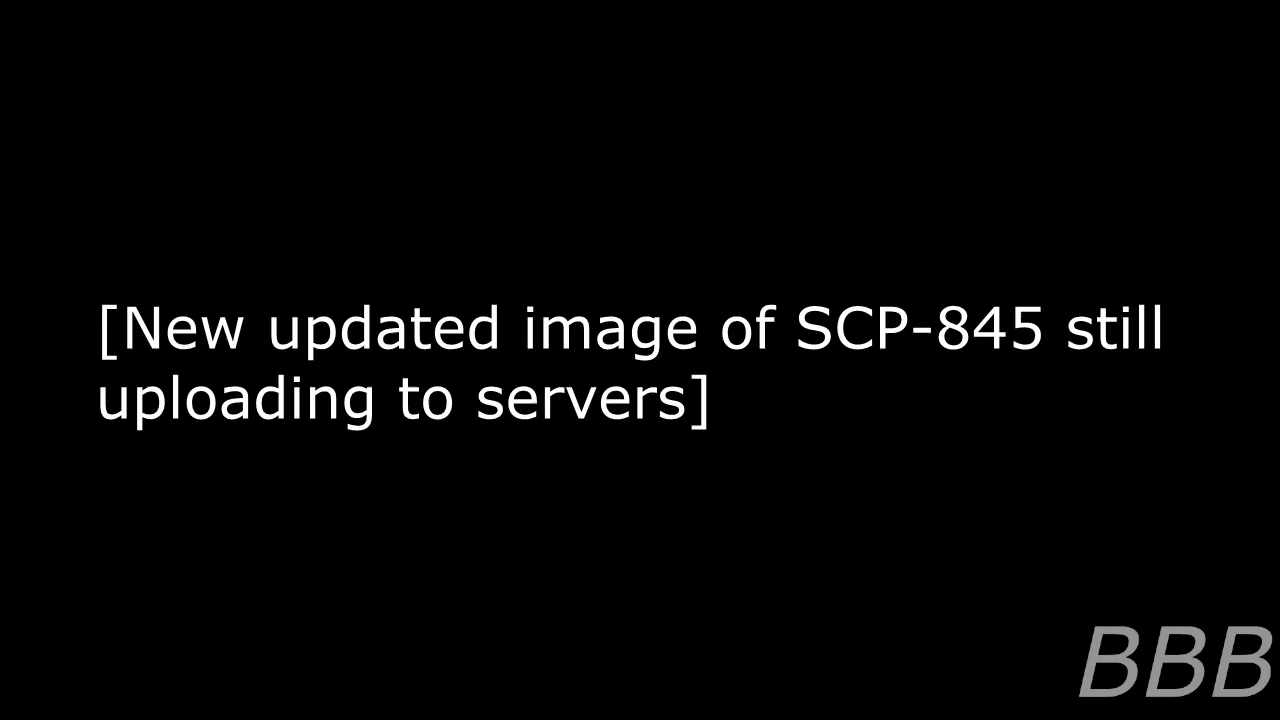 [New updated image of SCP-845 still
uploading to servers]
BBB